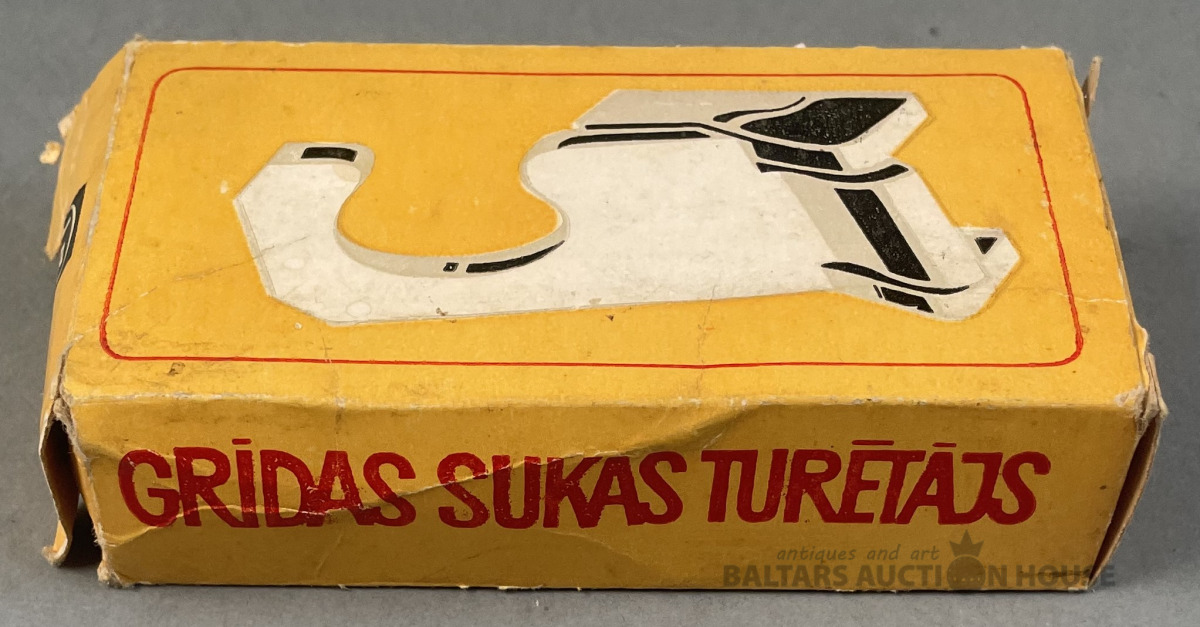 GRĪDAS SUKAS TURĒTĀJS
antiques and art
BALTARS AUCTION HOUSE